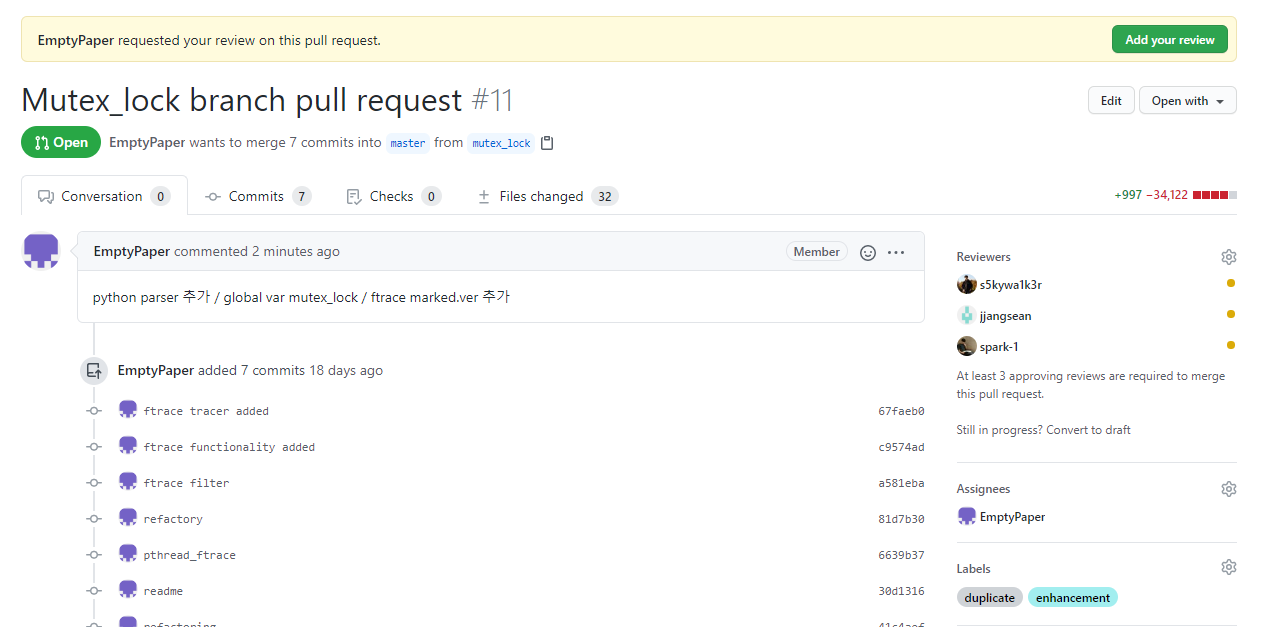 EmptyPaper requested your review on this pull request.
Add your review
Mutex_lock branch pull request #11
Edit
Open with
Open
EmptyPaper wants to merge 7 commits into master from mutex_lock
Conversation 0
Commits 7
Checks 0
Files changed 32
+997 −34,122
EmptyPaper commented 2 minutes ago
Member
python parser 추가 / global var mutex_lock / ftrace marked.ver 추가
EmptyPaper added 7 commits 18 days ago
ftrace tracer added 67faeb0
ftrace functionality added c9574ad
ftrace filter a581eba
refactory 81d7b30
pthread_ftrace 6639b37
readme 30d1316
refactoring 41c4aef
Reviewers
s5kywa1k3r
jjangsean
spark-1
At least 3 approving reviews are required to merge
this pull request.
Still in progress? Convert to draft
Assignees
EmptyPaper
Labels
duplicate
enhancement